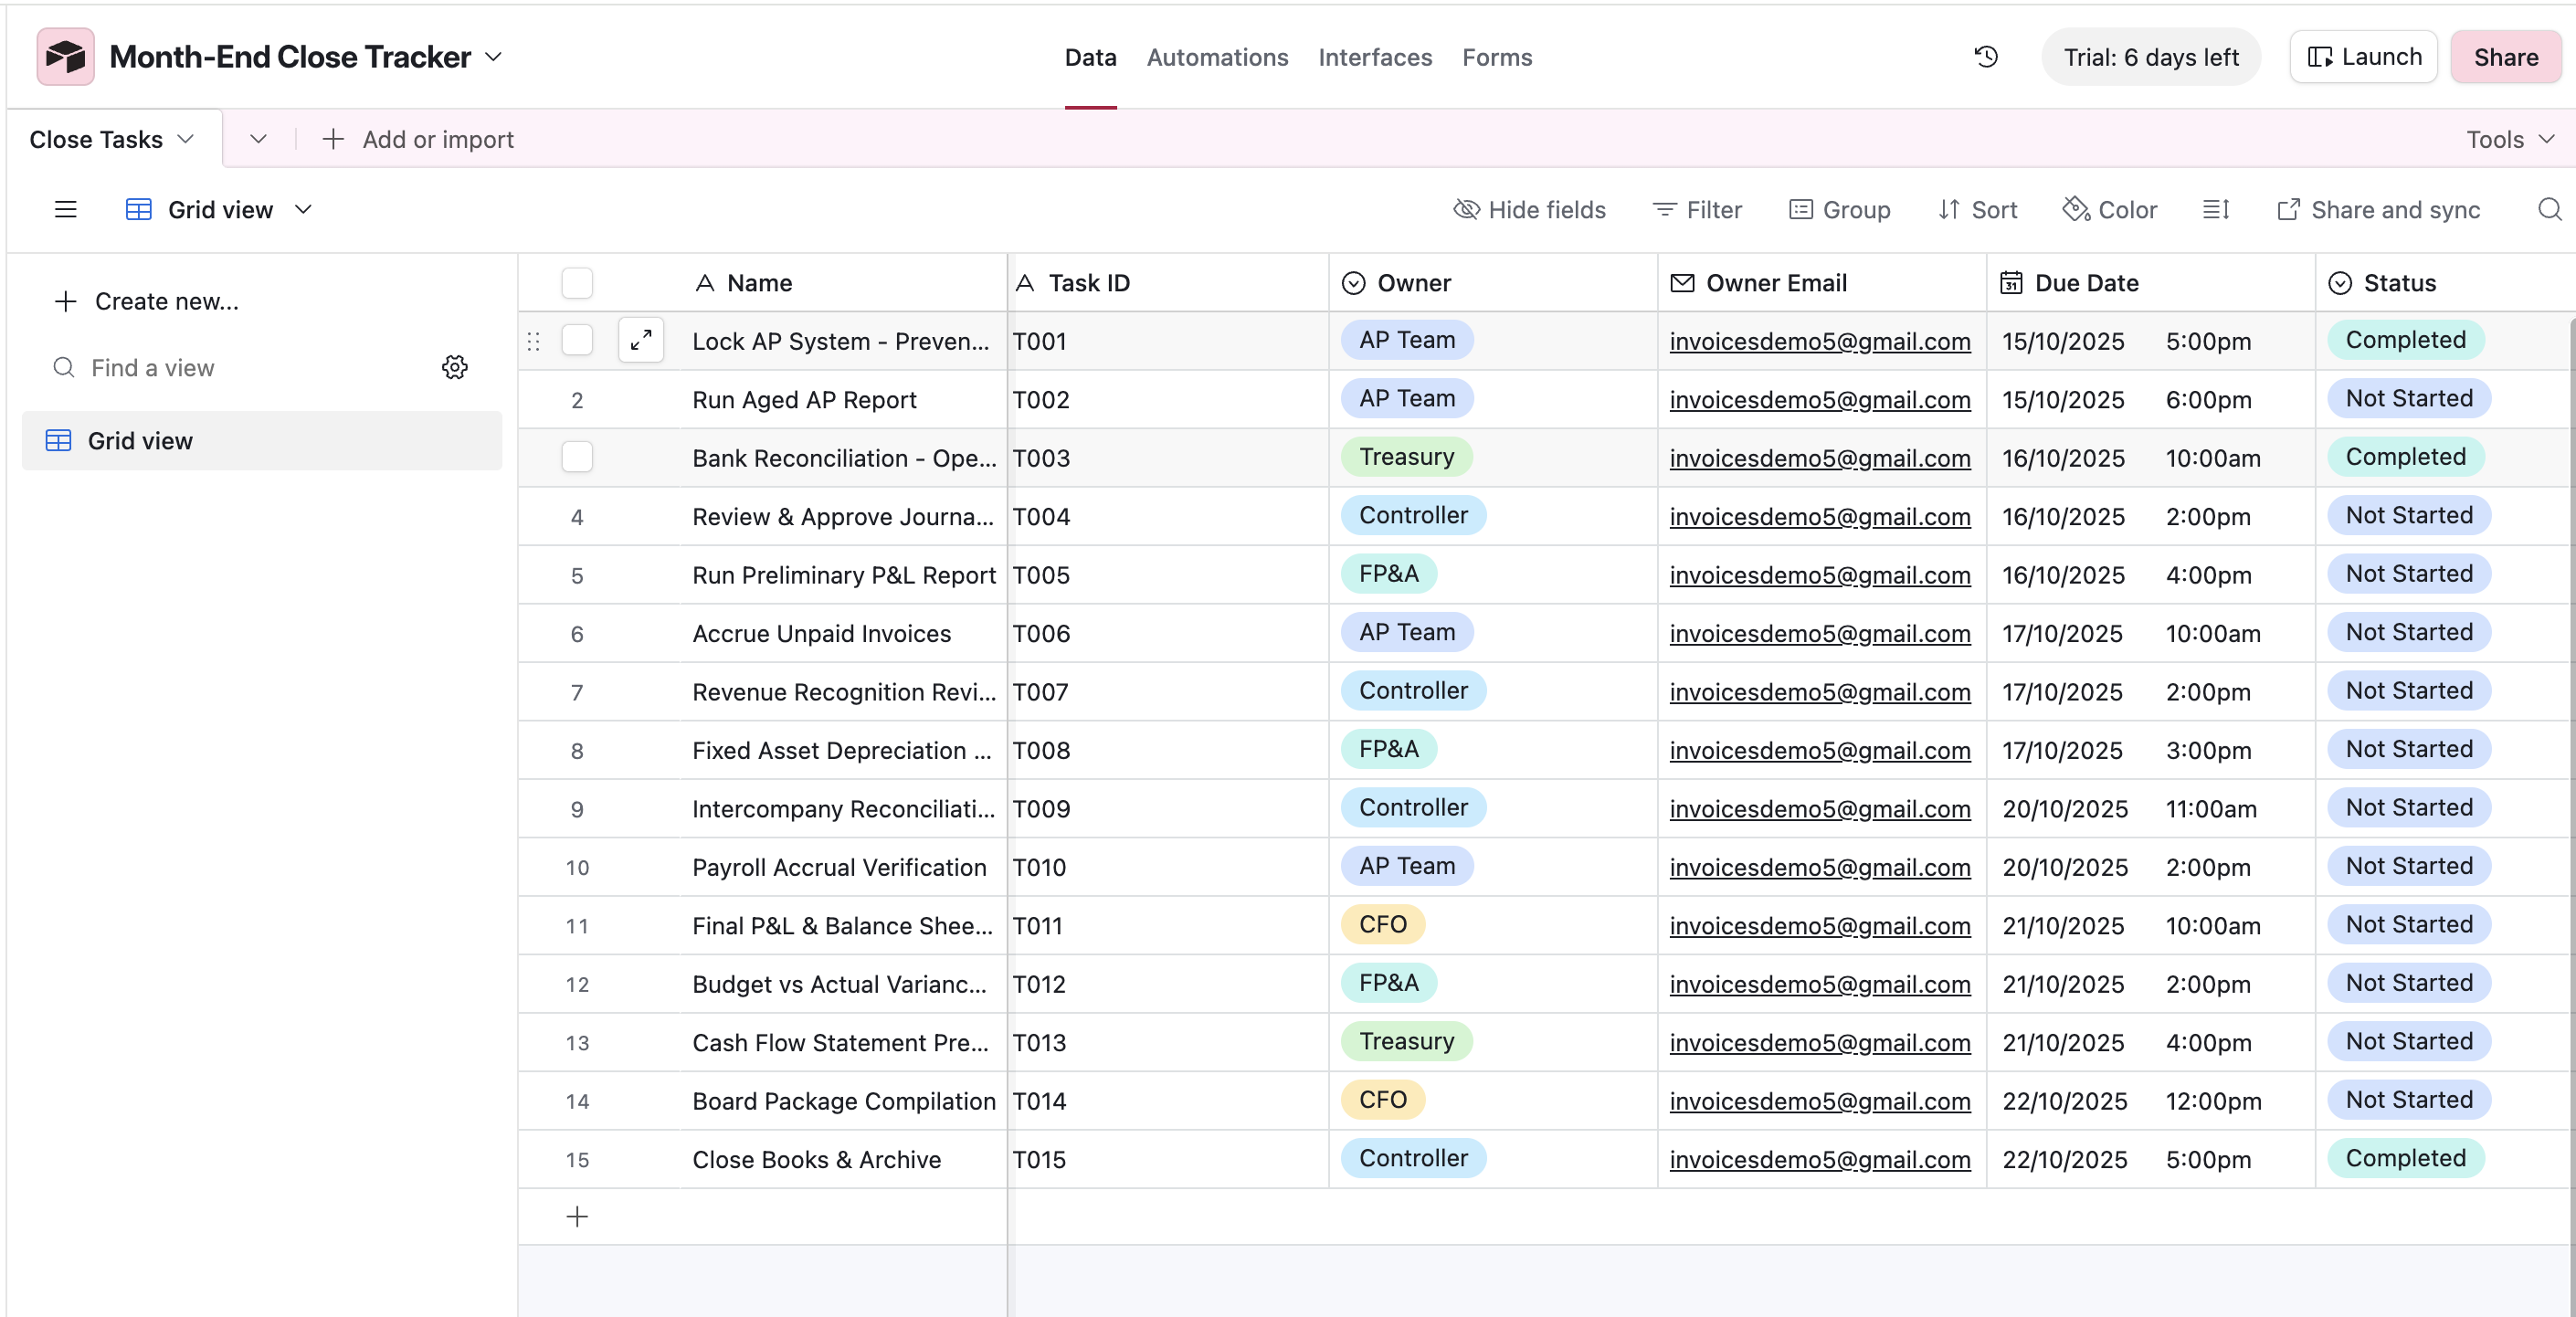 Month-End Close Tracker
Data Automations Interfaces Forms
Trial: 6 days left Launch Share
Close Tasks Add or import Tools
Grid view Hide fields Filter Group Sort Color Share and sync
Create new...
Find a view
Grid view
Name Task ID Owner Owner Email Due Date Status
Lock AP System - Preven... T001 AP Team invoicesdemo5@gmail.com 15/10/2025 5:00pm Completed
2 Run Aged AP Report T002 AP Team invoicesdemo5@gmail.com 15/10/2025 6:00pm Not Started
Bank Reconciliation - Ope... T003 Treasury invoicesdemo5@gmail.com 16/10/2025 10:00am Completed
4 Review & Approve Journa... T004 Controller invoicesdemo5@gmail.com 16/10/2025 2:00pm Not Started
5 Run Preliminary P&L Report T005 FP&A invoicesdemo5@gmail.com 16/10/2025 4:00pm Not Started
6 Accrue Unpaid Invoices T006 AP Team invoicesdemo5@gmail.com 17/10/2025 10:00am Not Started
7 Revenue Recognition Revi... T007 Controller invoicesdemo5@gmail.com 17/10/2025 2:00pm Not Started
8 Fixed Asset Depreciation ... T008 FP&A invoicesdemo5@gmail.com 17/10/2025 3:00pm Not Started
9 Intercompany Reconciliati... T009 Controller invoicesdemo5@gmail.com 20/10/2025 11:00am Not Started
10 Payroll Accrual Verification T010 AP Team invoicesdemo5@gmail.com 20/10/2025 2:00pm Not Started
11 Final P&L & Balance Shee... T011 CFO invoicesdemo5@gmail.com 21/10/2025 10:00am Not Started
12 Budget vs Actual Varianc... T012 FP&A invoicesdemo5@gmail.com 21/10/2025 2:00pm Not Started
13 Cash Flow Statement Pre... T013 Treasury invoicesdemo5@gmail.com 21/10/2025 4:00pm Not Started
14 Board Package Compilation T014 CFO invoicesdemo5@gmail.com 22/10/2025 12:00pm Not Started
15 Close Books & Archive T015 Controller invoicesdemo5@gmail.com 22/10/2025 5:00pm Completed